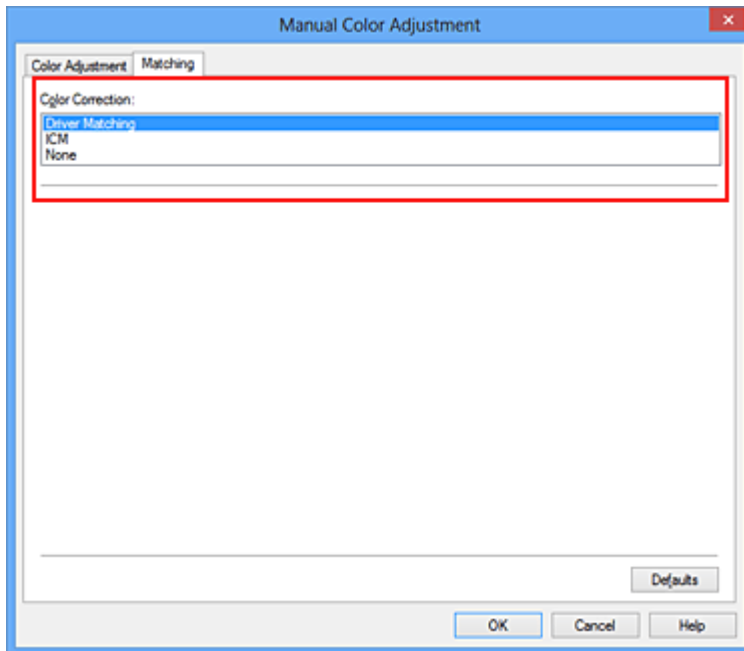 Manual Color Adjustment
Color Adjustment Matching
Color Correction:
Driver Matching
ICM
None
Defaults
OK Cancel Help